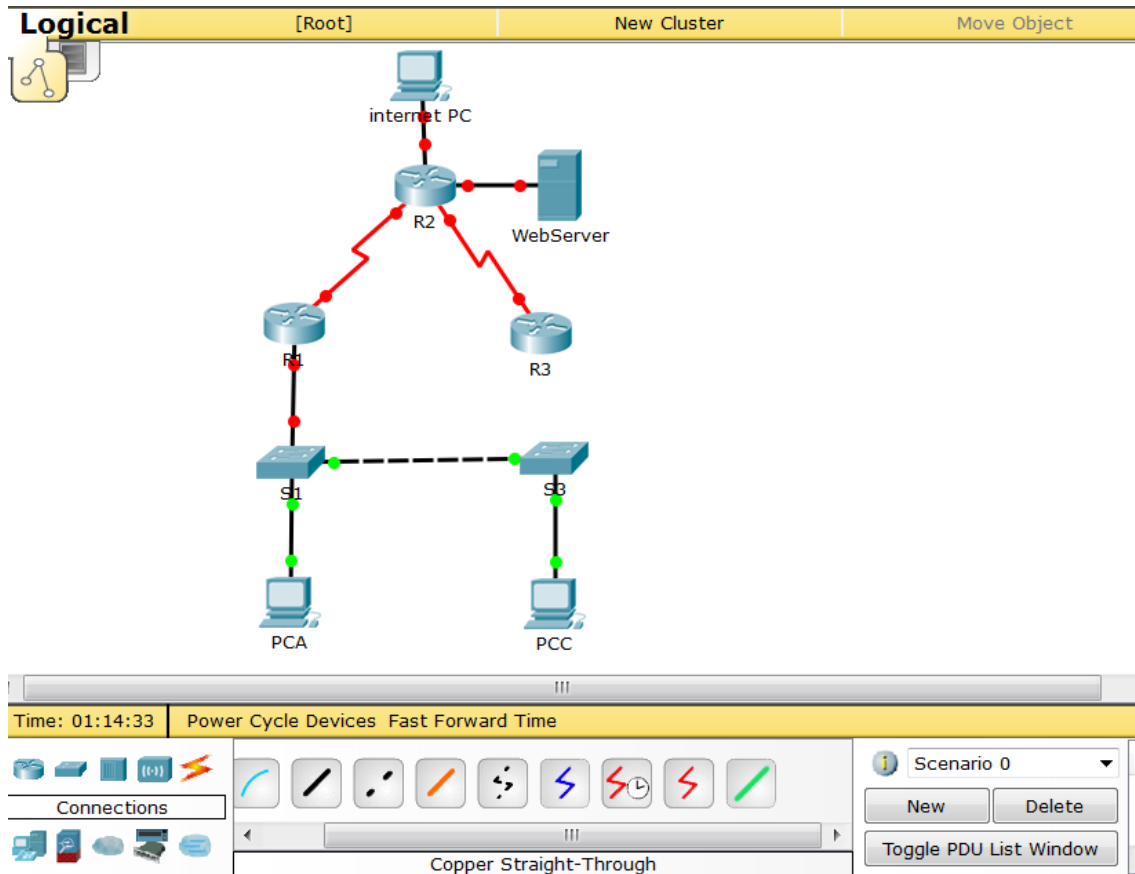 Logical [Root] New Cluster Move Object
internet PC
R2
WebServer
R1
R3
S1
S3
PCA
PCC
Time: 01:14:33 Power Cycle Devices Fast Forward Time
Scenario 0
Connections
New Delete
Toggle PDU List Window
Copper Straight-Through